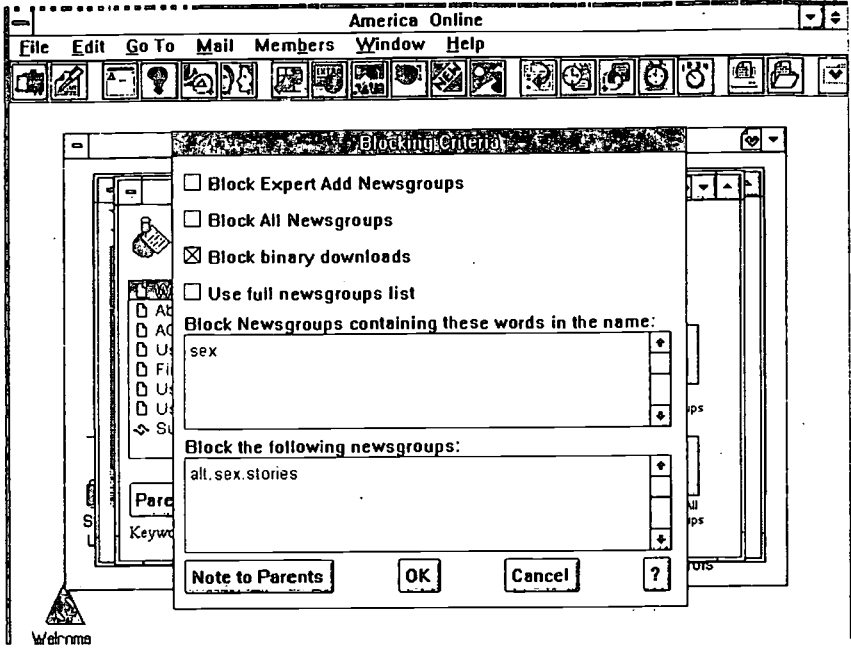 America Online
File Edit Go To Mail Members Window Help
Blocking Criteria
Block Expert Add Newsgroups
Block All Newsgroups
Block binary downloads
Use full newsgroups list
Block Newsgroups containing these words in the name:
sex
Block the following newsgroups:
alt.sex.stories
Note to Parents OK Cancel ?
Welcome